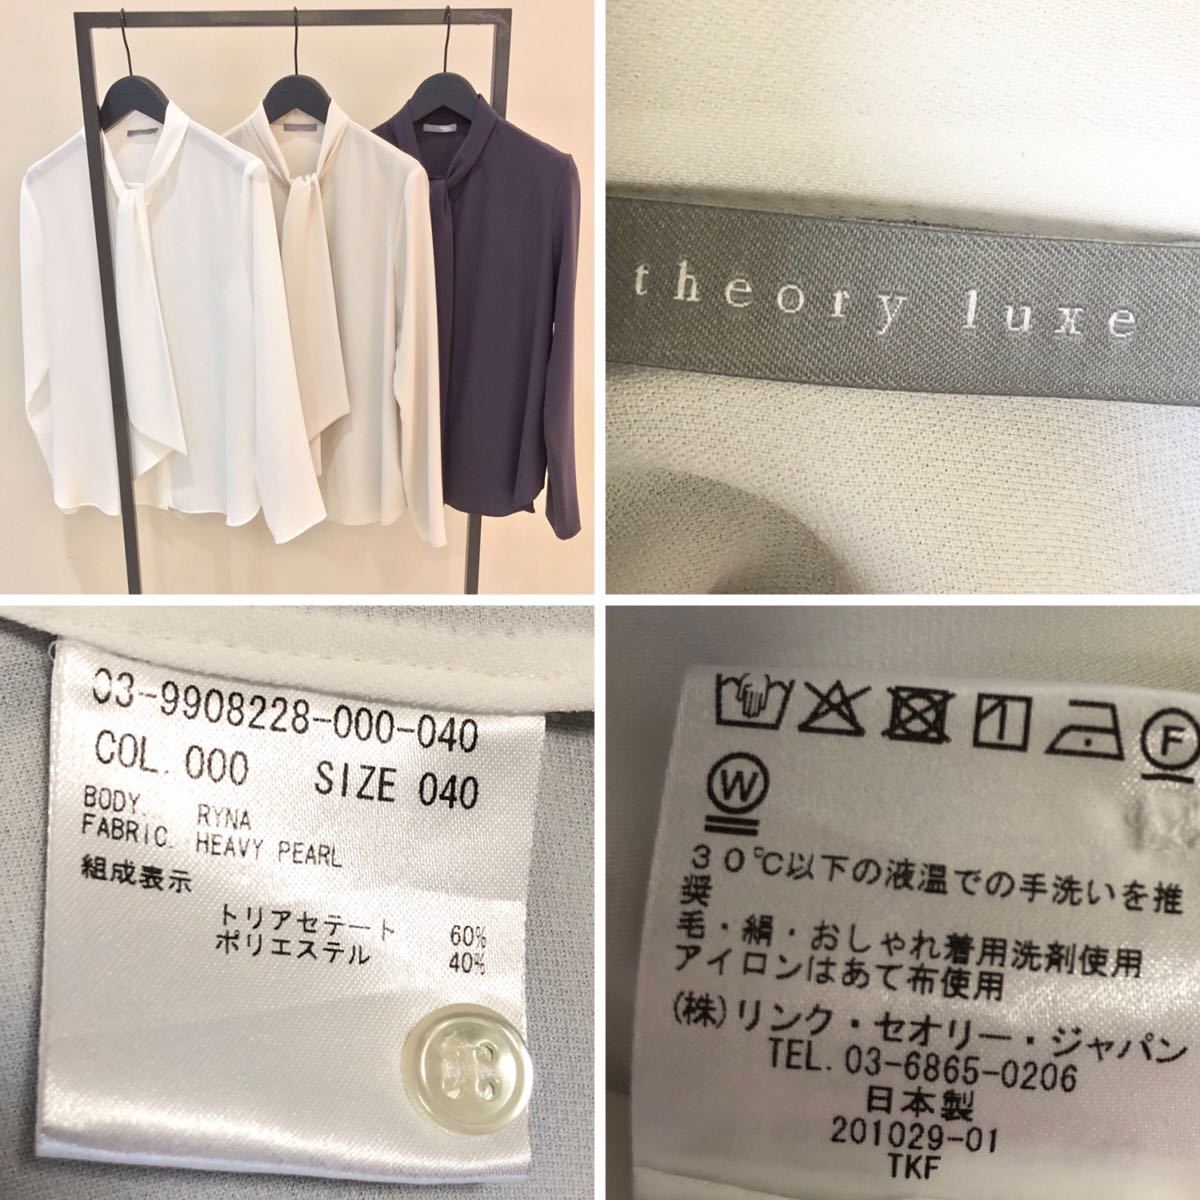 theory luxe
03-9908228-000-040
COL. 000 SIZE 040
BODY. RYNA
FABRIC. HEAVY PEARL
組成表示
トリアセテート 60%
ポリエステル 40%
F
W
30℃以下の液温での手洗いを推
奨
毛・絹・おしゃれ着用洗剤使用
アイロンはあて布使用
(株)リンク・セオリー・ジャパン
TEL. 03-6865-0206
日本製
201029-01
TKF